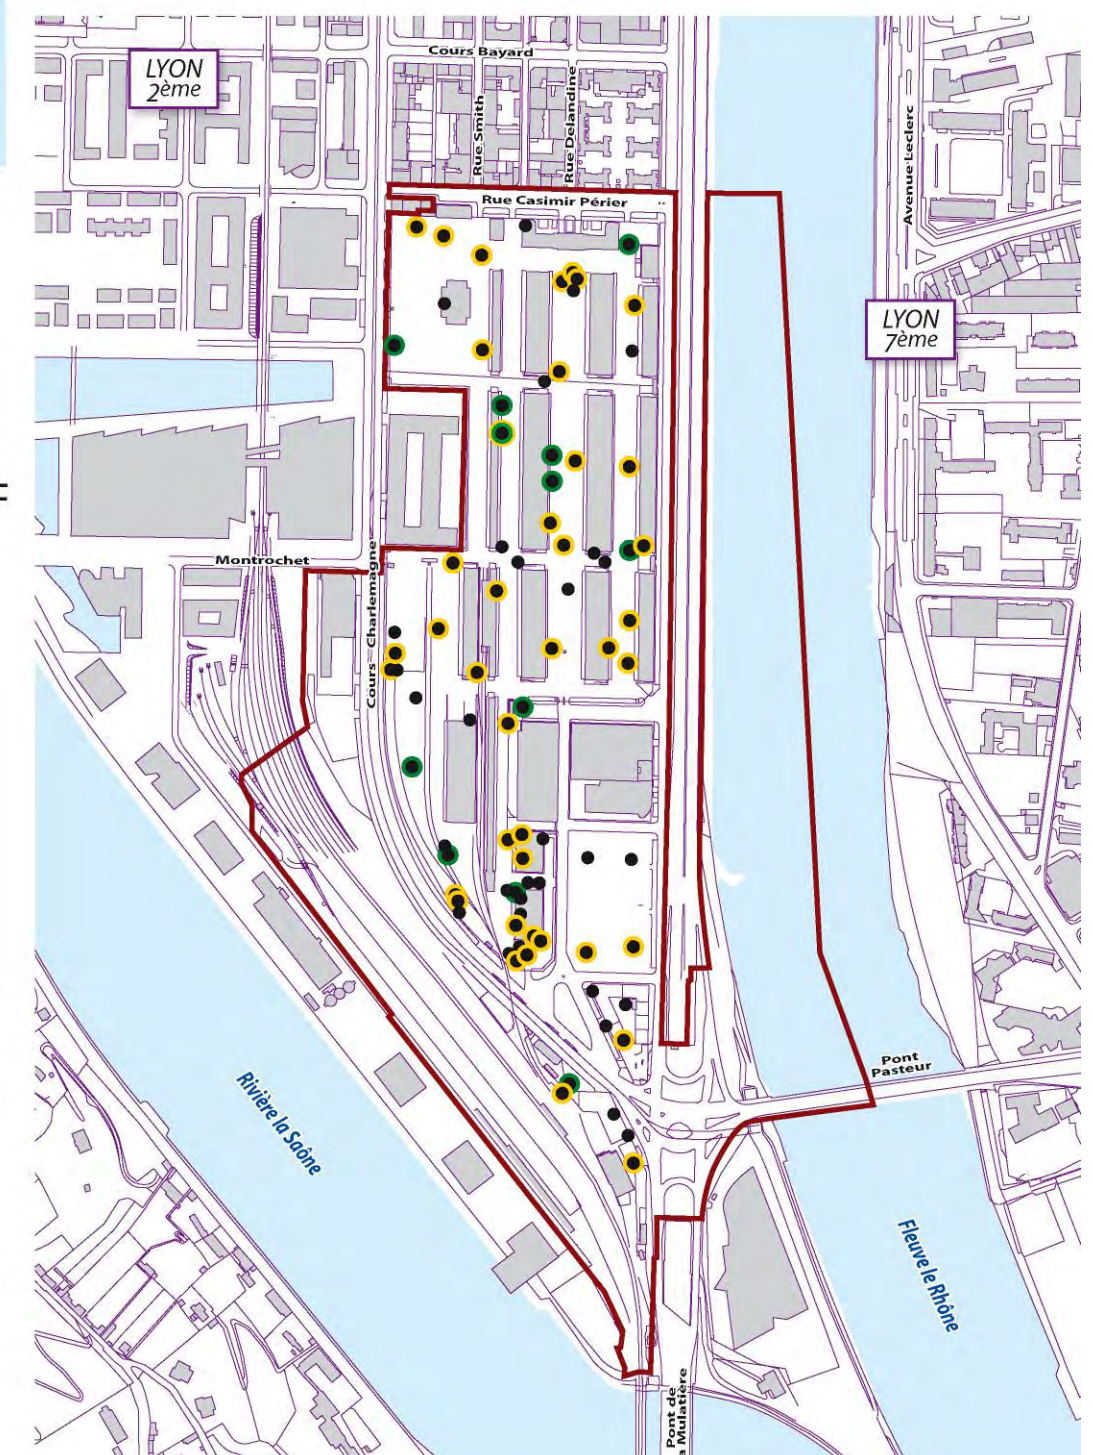 Cours Bayard
LYON
2ème
Rue Smith
Rue Delandine
Avenue Leclerc
Rue Casimir Périer
LYON
7ème
Montrochet
Cours Charlemagne
Pont
Pasteur
Rivière la Saône
Fleuve le Rhône
Pont de
a Mulatière